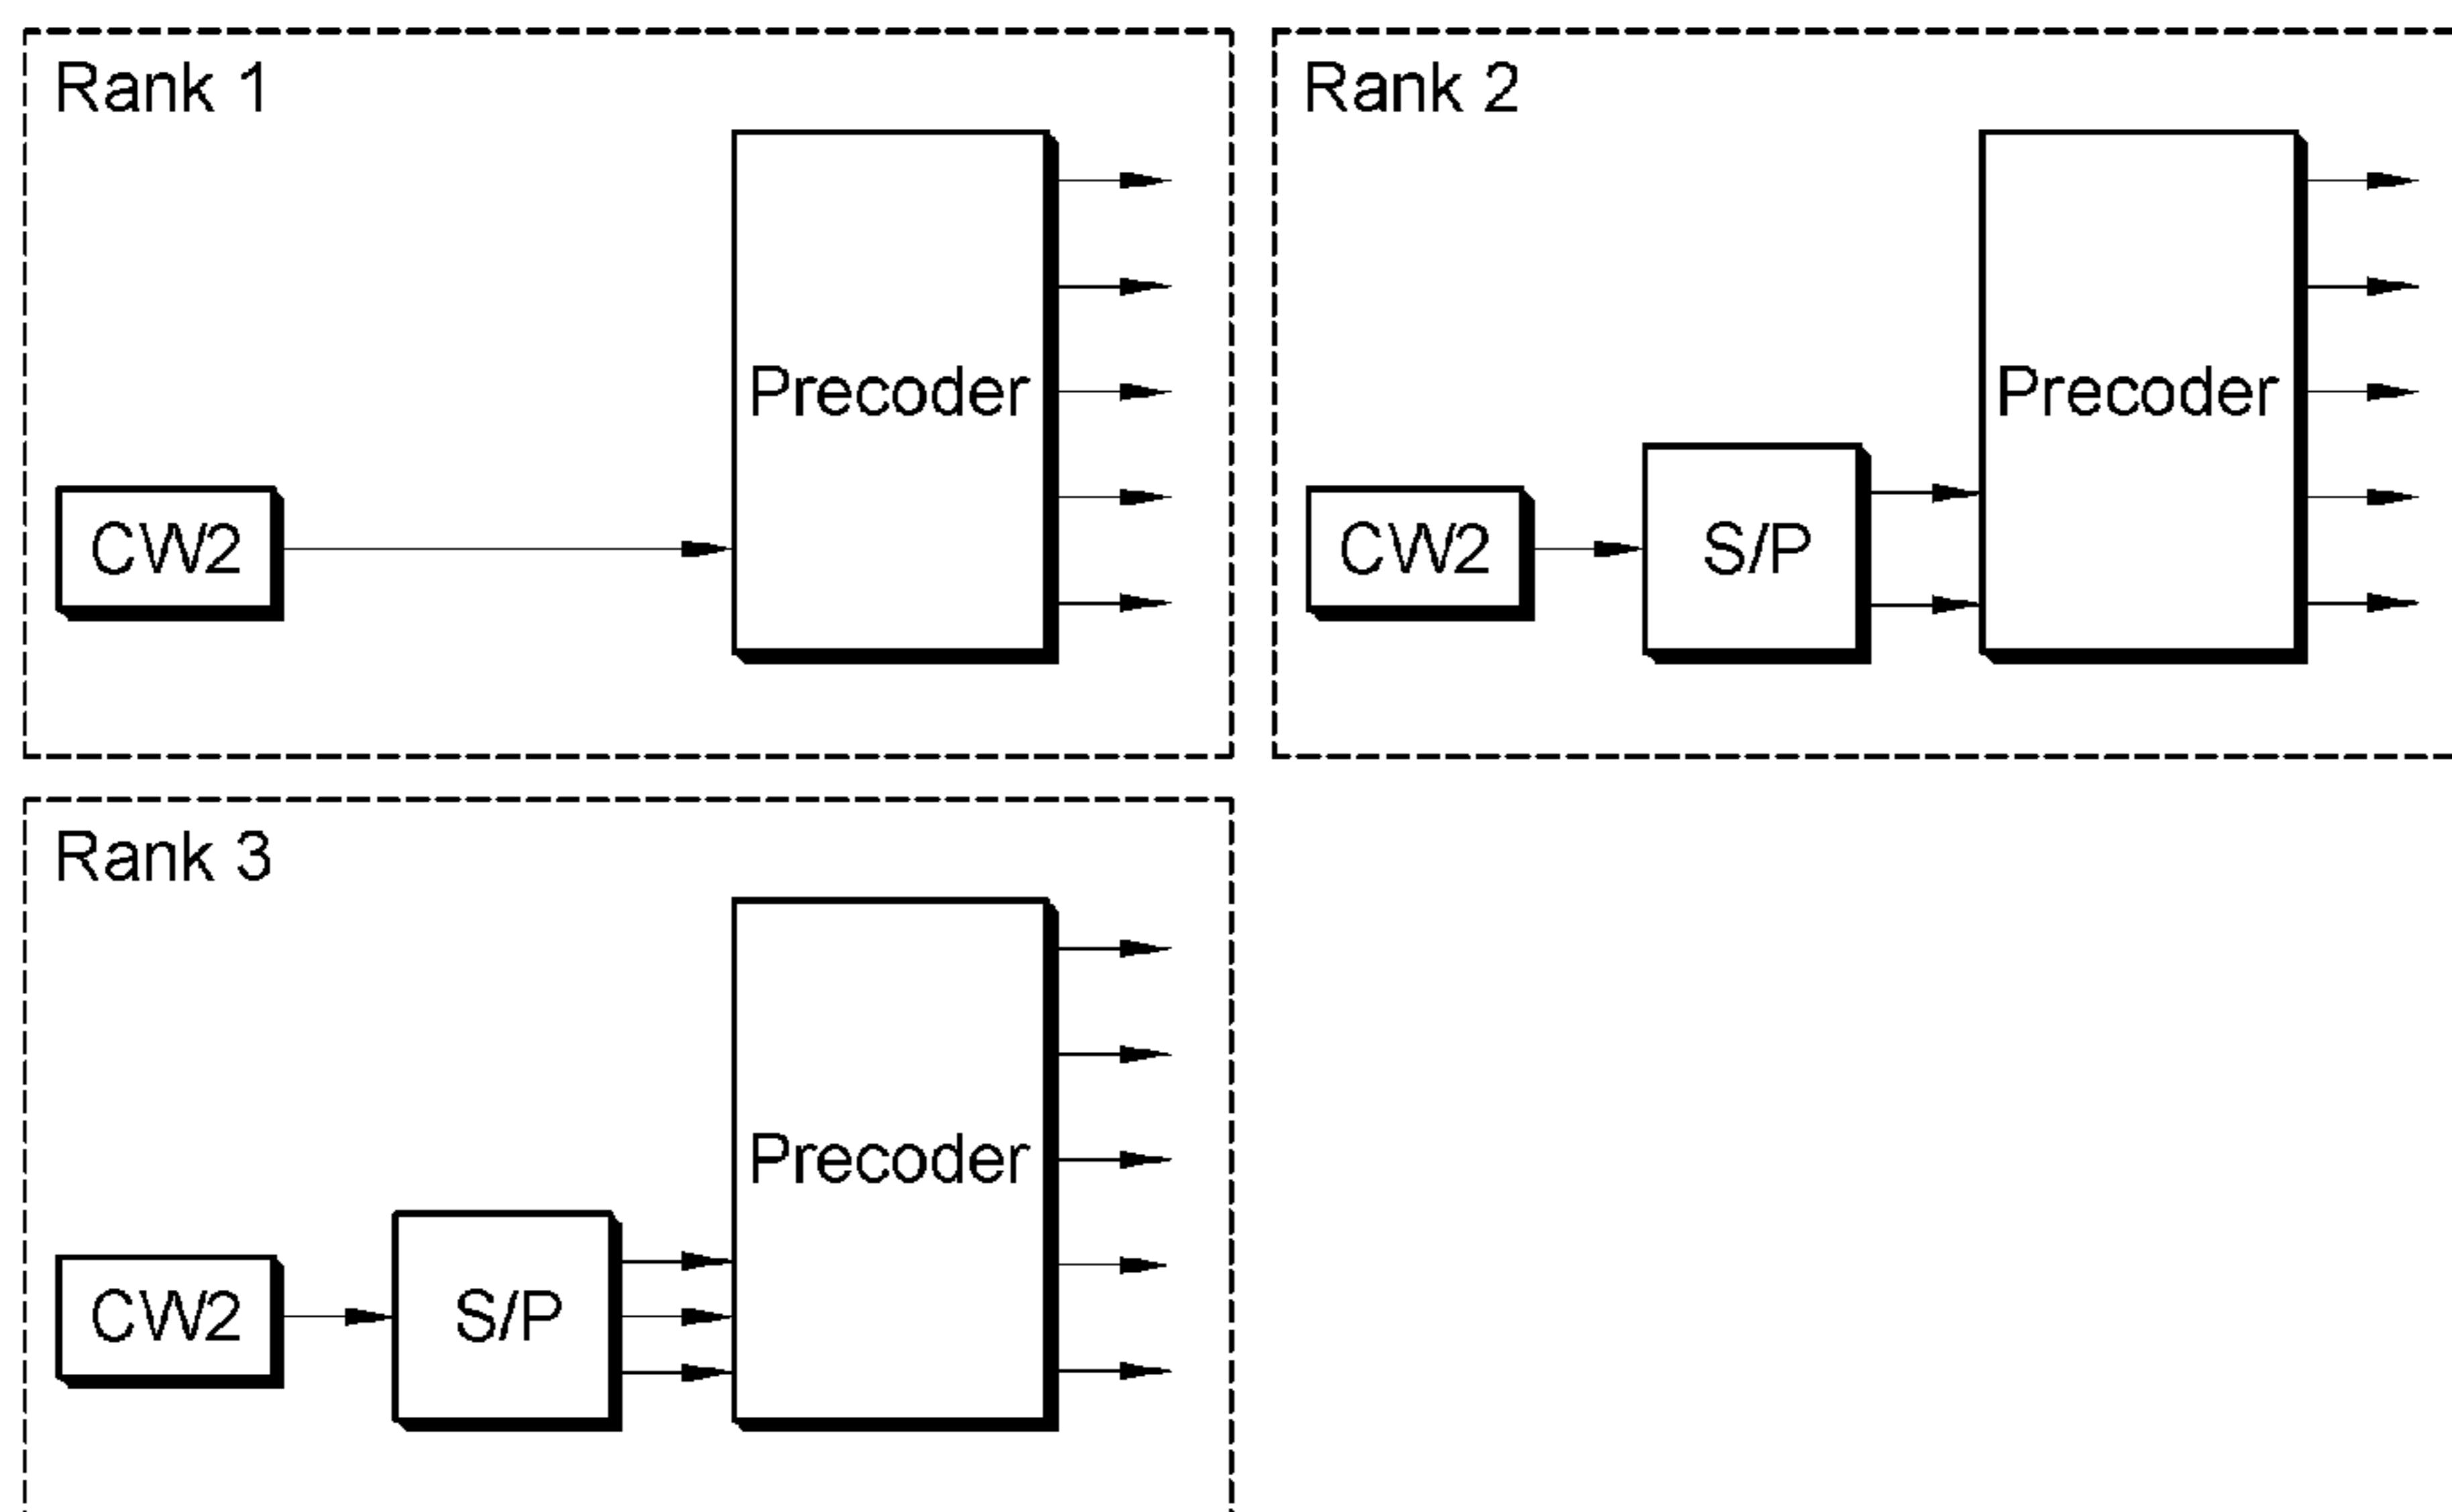 Rank 1
Precoder
CW2
Rank 2
Precoder
CW2
S/P
Rank 3
Precoder
CW2
S/P